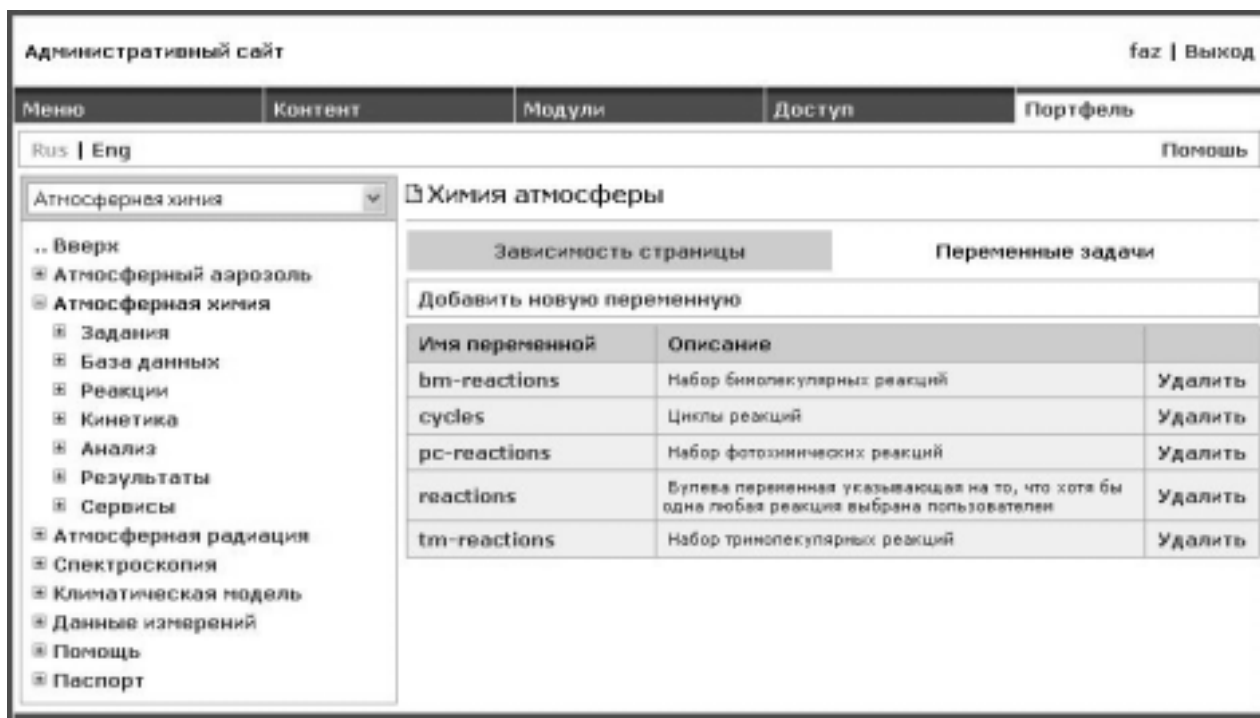 Административный сайт
faz | Выход
Меню Контент Модули Доступ Портфель
Rus | Eng
Помошь
Атмосферная химия
.. Вверх
Атмосферный аэрозоль
Атмосферная химия
Задания
База данных
Реакции
Кинетика
Анализ
Результаты
Сервисы
Атмосферная радиация
Спектроскопия
Климатическая модель
Данные измерений
Помощь
Паспорт
Химия атмосферы
Зависимость страницы Переменные задачи
Добавить новую переменную
Имя переменной Описание
bm-reactions Набор бимолекулярных реакций Удалить
cycles Циклы реакций Удалить
pc-reactions Набор фотохимических реакций Удалить
reactions Булева переменная указывающая на то, что хотя бы
одна любая реакция выбрана пользователем Удалить
tm-reactions Набор тримолекулярных реакций Удалить